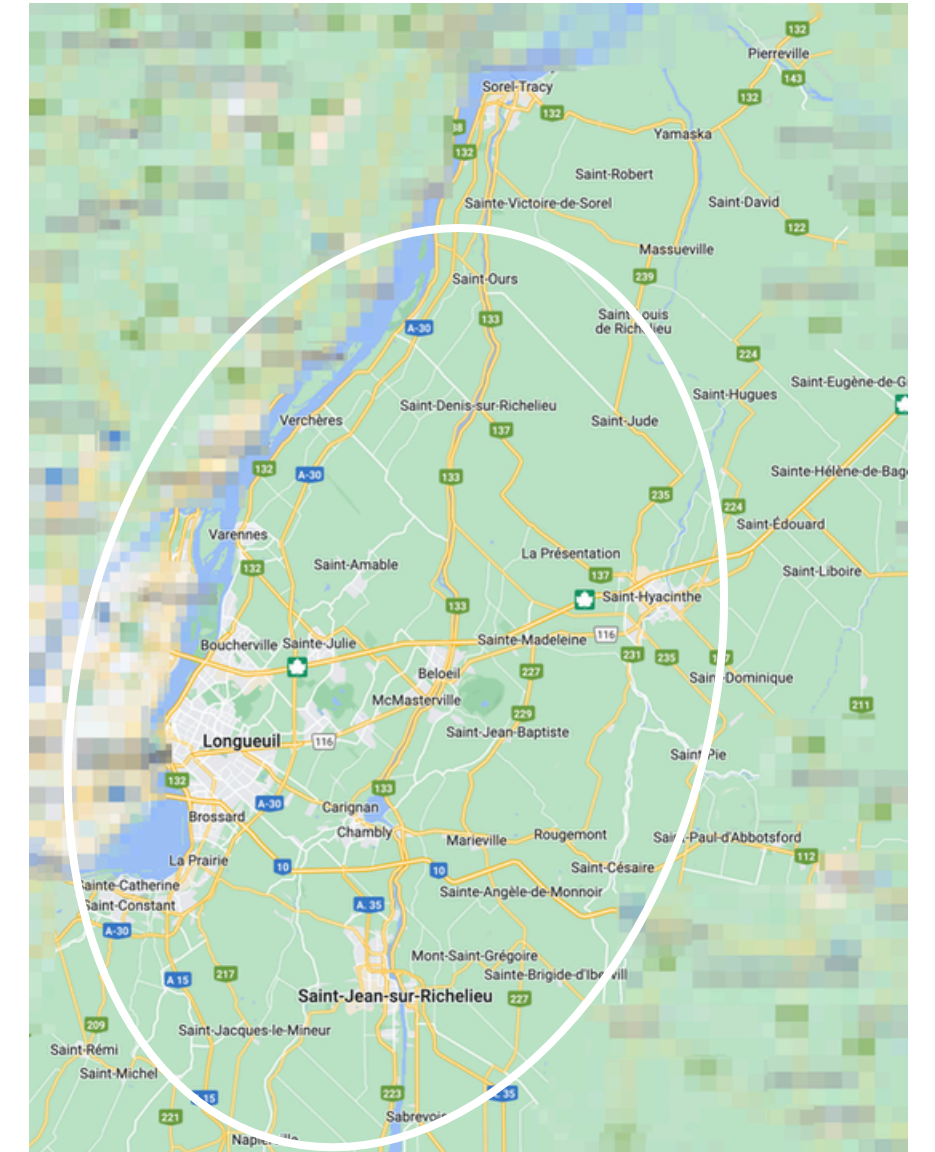 132
Pierreville
143
Sorel-Tracy
132
132
132
Yamaska
Saint-Robert
Sainte-Victoire-de-Sorel
Saint-David
122
Massueville
239
Saint-Ours
133
Saint-Louis
de Richelieu
A-30
224
Saint-Eugène-de-G
Saint-Hugues
Saint-Denis-sur-Richelieu
Verchères
Saint-Jude
137
132
A-30
133
Sainte-Hélène-de-Bag
235
224
Saint-Édouard
Varennes
La Présentation
132
Saint-Amable
137
Saint-Liboire
Saint-Hyacinthe
133
116
Boucherville
Sainte-Julie
Sainte-Madeleine
231
235
Beloeil
227
Saint-Dominique
McMasterville
229
211
Longueuil
116
Saint-Jean-Baptiste
Saint-Pie
132
133
A-30
Carignan
Brossard
Chambly
Marieville
Rougemont
Saint-Paul-d'Abbotsford
112
La Prairie
10
10
Saint-Césaire
Sainte-Catherine
Sainte-Angèle-de-Monnoir
Saint-Constant
A. 35
A-30
Mont-Saint-Grégoire
A 15
217
Sainte-Brigide-d'Iberville
Saint-Jean-sur-Richelieu
227
209
Saint-Jacques-le-Mineur
Saint-Rémi
Saint-Michel
15
223
35
221
Sabrevois
Napierville